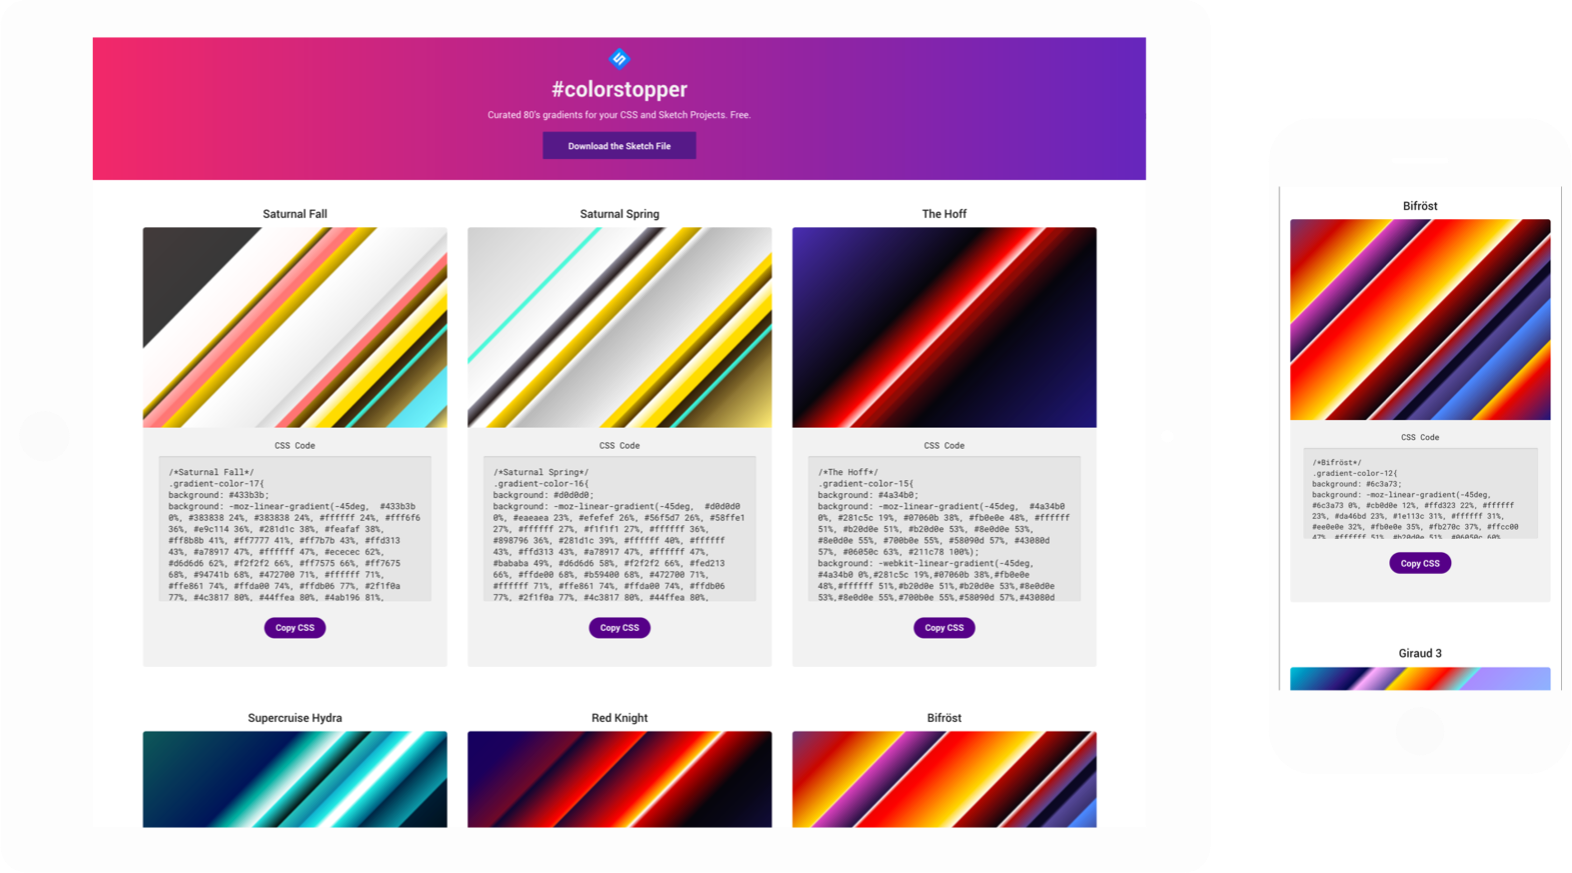 #colorstopper
Curated 80's gradients for your CSS and Sketch Projects. Free.
Download the Sketch File
Saturnal Fall
CSS Code
/*Saturnal Fall*/
.gradient-color-17{
background: #433b3b;
background: -moz-linear-gradient(-45deg, #433b3b
0%, #383838 24%, #383838 24%, #ffffff 24%, #fff6f6
36%, #e9c114 36%, #281d1c 38%, #feafaf 38%,
#ff8b8b 41%, #ff7777 41%, #ff7b7b 43%, #ffd313
43%, #a78917 47%, #ffffff 47%, #ececec 62%,
#d6d6d6 62%, #f2f2f2 66%, #ff7575 66%, #ff7675
68%, #94741b 68%, #472700 71%, #ffffff 71%,
#ffe861 74%, #ffda00 74%, #ffdb06 77%, #2f1f0a
77%, #4c3817 80%, #44ffea 80%, #4ab196 81%,
Copy CSS
Saturnal Spring
CSS Code
/*Saturnal Spring*/
.gradient-color-16{
background: #d0d0d0;
background: -moz-linear-gradient(-45deg, #d0d0d0
0%, #eaeaea 23%, #efefef 26%, #56f5d7 26%, #58ffe1
27%, #ffffff 27%, #f1f1f1 27%, #ffffff 36%,
#898796 36%, #281d1c 39%, #ffffff 40%, #ffffff
43%, #ffd313 43%, #a78917 47%, #ffffff 47%,
#bababa 49%, #d6d6d6 58%, #f2f2f2 66%, #fed213
66%, #ffde00 68%, #b59400 68%, #472700 71%,
#ffffff 71%, #ffe861 74%, #ffda00 74%, #ffdb06
77%, #2f1f0a 77%, #4c3817 80%, #44ffea 80%,
Copy CSS
The Hoff
CSS Code
/*The Hoff*/
.gradient-color-15{
background: #4a34b0;
background: -moz-linear-gradient(-45deg, #4a34b0
0%, #281c5c 19%, #07060b 38%, #fb0e0e 48%, #ffffff
51%, #b20d0e 51%, #b20d0e 53%, #8e0d0e 53%,
#8e0d0e 55%, #700b0e 55%, #58090d 57%, #43080d
57%, #06050c 63%, #211c78 100%);
background: -webkit-linear-gradient(-45deg,
#4a34b0 0%,#281c5c 19%,#07060b 38%,#fb0e0e
48%,#ffffff 51%,#b20d0e 51%,#b20d0e 53%,#8e0d0e
53%,#8e0d0e 55%,#700b0e 55%,#58090d 57%,#43080d
Copy CSS
Supercruise Hydra
Red Knight
Bifröst
Bifröst
CSS Code
/*Bifröst*/
.gradient-color-12{
background: #6c3a73;
background: -moz-linear-gradient(-45deg,
#6c3a73 0%, #cb0d0e 12%, #ffd323 22%, #ffffff
23%, #da46bd 23%, #1e113c 31%, #ffffff 31%,
#ee0e0e 32%, #fb0e0e 35%, #fb270c 37%, #ffcc00
47%, #ffffff 51%, #b20d0e 51%, #06050c 60%,
Copy CSS
Giraud 3